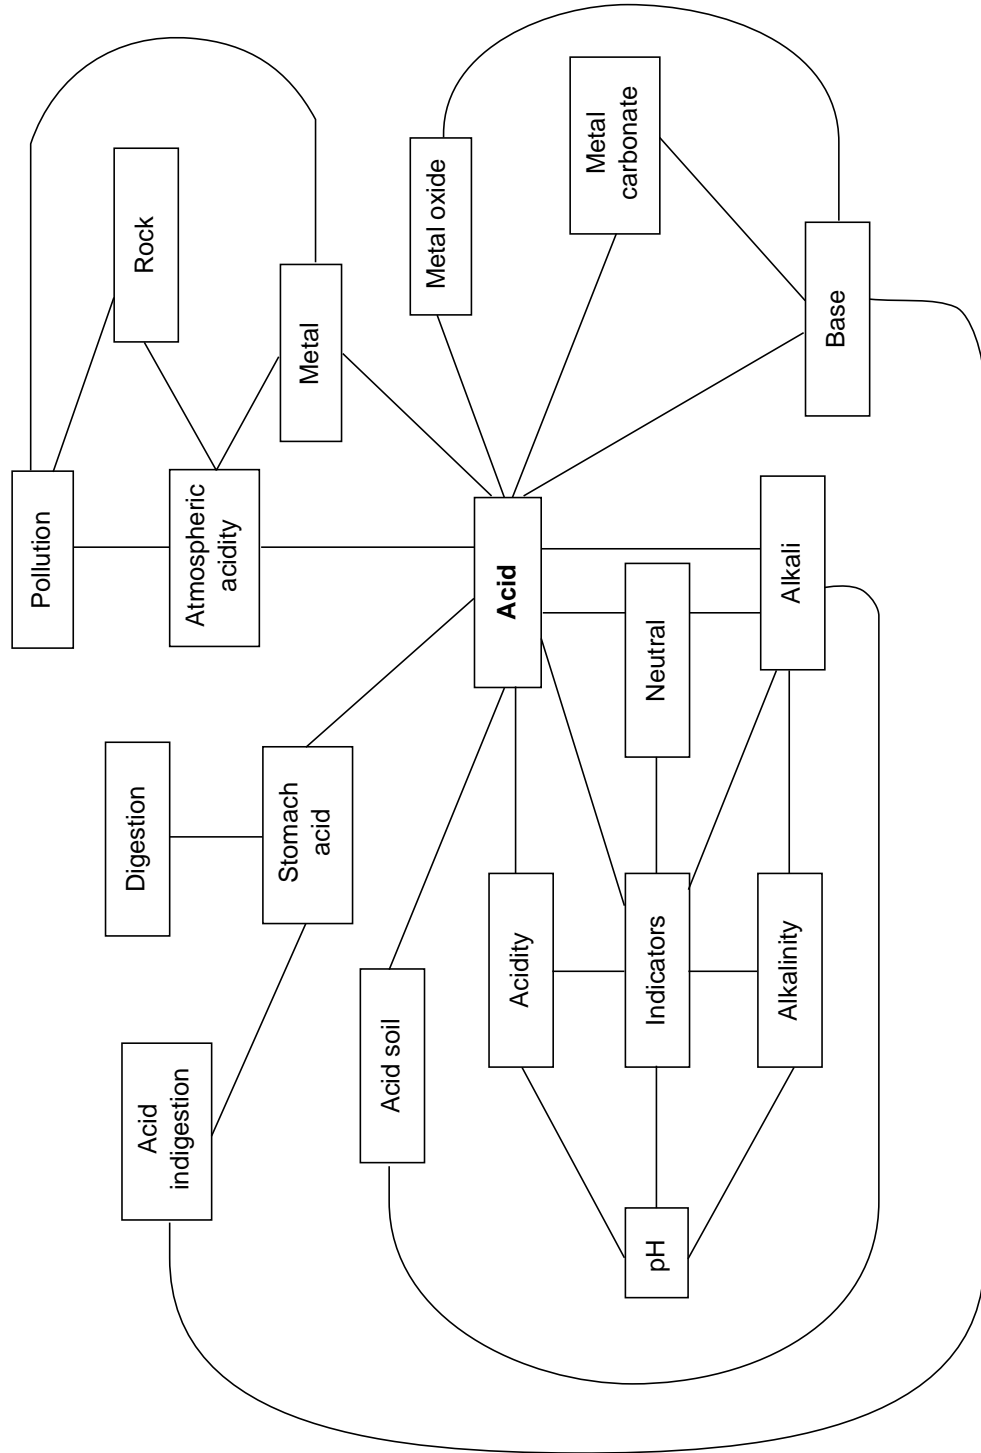 Acid
indigestion
Digestion
Pollution
Rock
Stomach
acid
Atmospheric
acidity
Metal
Acid soil
Metal oxide
Acidity
Acid
Metal
carbonate
pH
Indicators
Neutral
Alkalinity
Alkali
Base